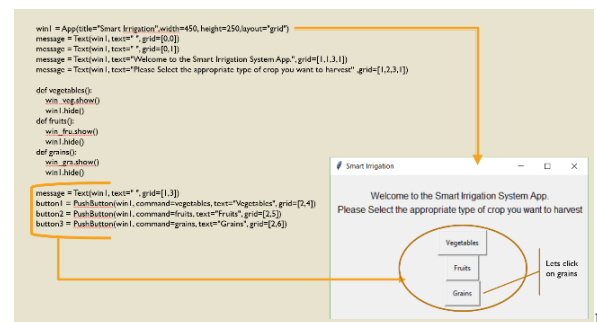 win1 = App(title="Smart Irrigation",width=450, height=250,layout="grid")
message = Text(win1, text=" ", grid=[0,0])
message = Text(win1, text=" ", grid=[0,1])
message = Text(win1, text="Welcome to the Smart Irrigation System App.", grid=[1,1,3,1])
message = Text(win1, text="Please Select the appropriate type of crop you want to harvest" ,grid=[1,2,3,1])
def vegetables():
win_veg.show()
win1.hide()
def fruits():
win_fru.show()
win1.hide()
def grains():
win_gra.show()
win1.hide()
message = Text(win1, text=" ", grid=[1,3])
button1 = PushButton(win1, command=vegetables, text="Vegetables", grid=[2,4])
button2 = PushButton(win1, command=fruits, text="Fruits", grid=[2,5])
button3 = PushButton(win1, command=grains, text="Grains", grid=[2,6])
Smart Irrigation
Welcome to the Smart Irrigation System App.
Please Select the appropriate type of crop you want to harvest
Vegetables
Fruits
Grains
Lets click
on grains